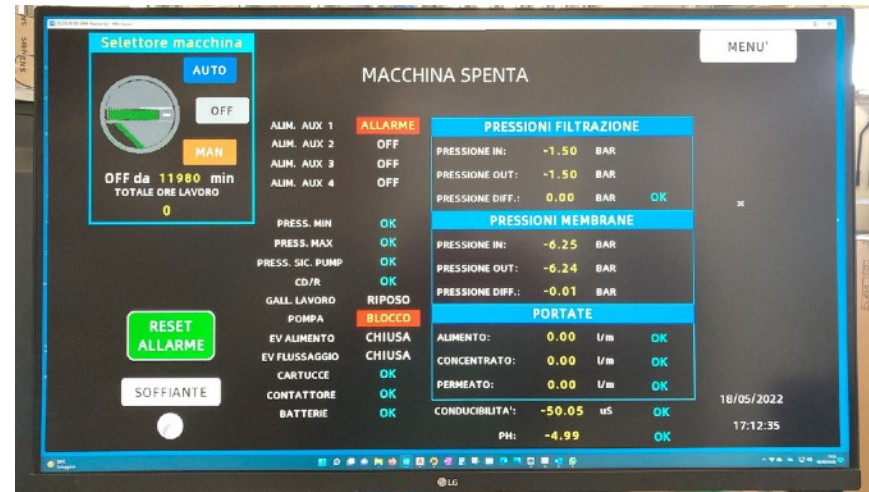 Selettore macchina
AUTO
OFF
MAN
OFF da 11980 min
TOTALE ORE LAVORO
0
MENU'
MACCHINA SPENTA
ALIM. AUX 1 ALLARME
ALIM. AUX 2 OFF
ALIM. AUX 3 OFF
ALIM. AUX 4 OFF
PRESS. MIN OK
PRESS. MAX OK
PRESS. SIC. PUMP OK
CD/R OK
GALL. LAVORO RIPOSO
POMPA BLOCCO
EV ALIMENTO CHIUSA
EV FLUSSAGGIO CHIUSA
CARTUCCE OK
CONTATTORE OK
BATTERIE OK
PRESSIONI FILTRAZIONE
PRESSIONE IN: -1.50 BAR
PRESSIONE OUT: -1.50 BAR
PRESSIONE DIFF.: 0.00 BAR OK
PRESSIONI MEMBRANE
PRESSIONE IN: -6.25 BAR
PRESSIONE OUT: -6.24 BAR
PRESSIONE DIFF.: -0.01 BAR
PORTATE
ALIMENTO: 0.00 l/m OK
CONCENTRATO: 0.00 l/m OK
PERMEATO: 0.00 l/m OK
CONDUCIBILITA': -50.05 uS OK
PH: -4.99 OK
RESET
ALLARME
SOFFIANTE
18/05/2022
17:12:35
LG